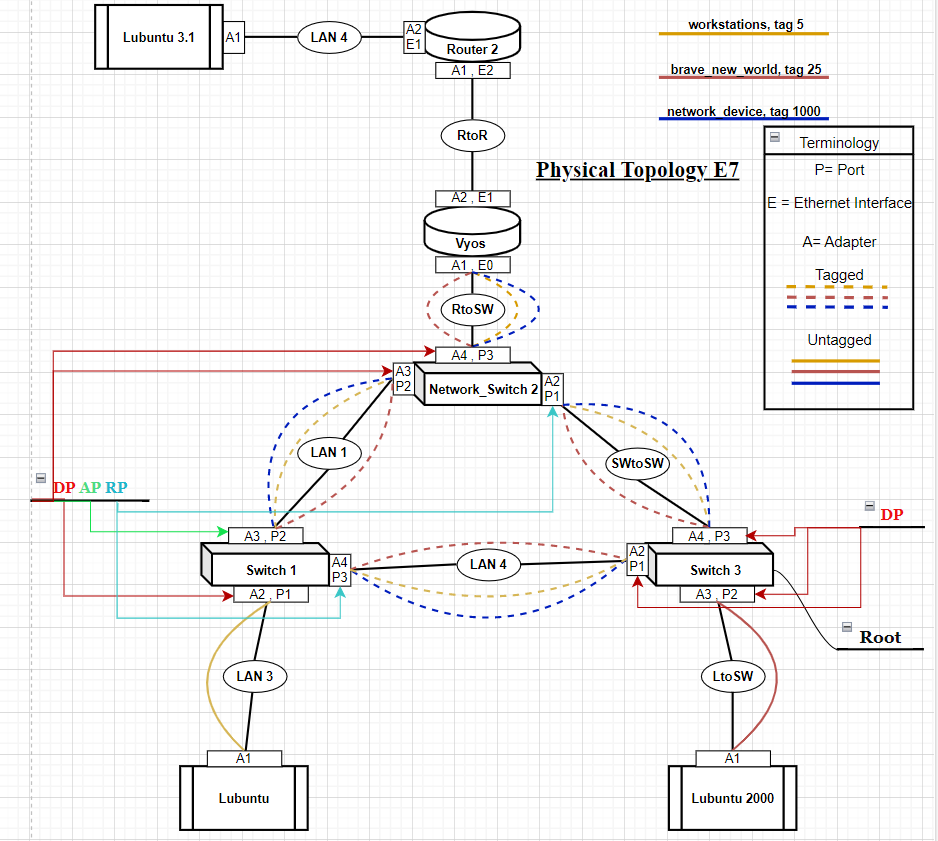 workstations, tag 5
Lubuntu 3.1
A1
LAN 4
A2
E1
Router 2
A1 , E2
brave_new_world, tag 25
network_device, tag 1000
RtoR
Terminology
P= Port
E = Ethernet Interface
A= Adapter
Tagged
Untagged
Physical Topology E7
A2 , E1
Vyos
A1 , E0
RtoSW
A4 , P3
A3
P2
Network_Switch 2
A2
P1
LAN 1
SWtoSW
DP AP RP
DP
A3 , P2
A4 , P3
Switch 1
A4
P3
LAN 4
A2
P1
Switch 3
A2 , P1
A3 , P2
Root
LAN 3
LtoSW
A1
A1
Lubuntu
Lubuntu 2000